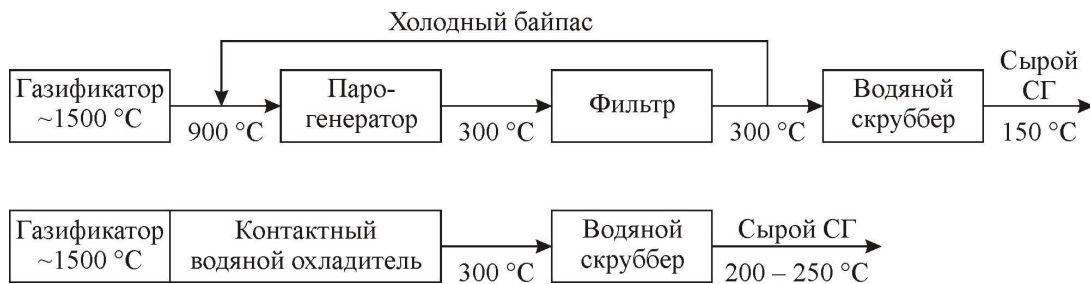 Холодный байпас
Газификатор
~1500 °C
900 °C
Паро-
генератор
300 °C
Фильтр
300 °C
Водяной
скруббер
Сырой
СГ
150 °C
Газификатор
~1500 °C
Контактный
водяной охладитель
300 °C
Водяной
скруббер
Сырой СГ
200 – 250 °C